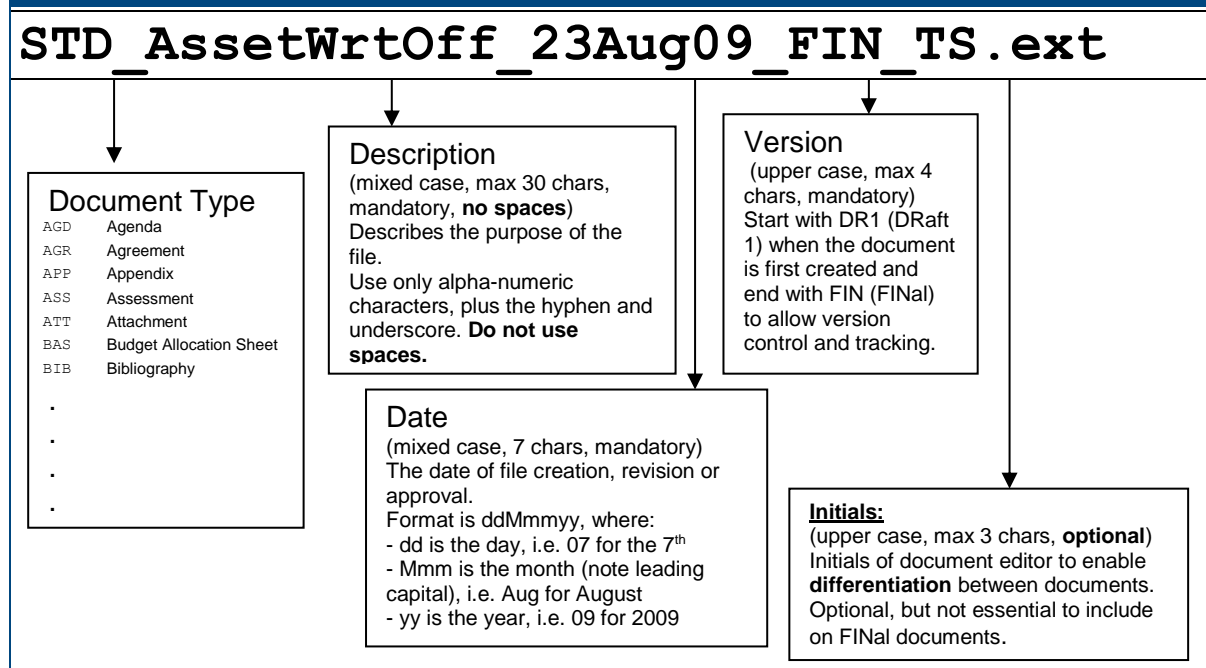 STD_AssetWrtOff_23Aug09_FIN_TS.ext
Document Type
AGD Agenda
AGR Agreement
APP Appendix
ASS Assessment
ATT Attachment
BAS Budget Allocation Sheet
BIB Bibliography
.
.
.
.
Description
(mixed case, max 30 chars,
mandatory, no spaces)
Describes the purpose of the
file.
Use only alpha-numeric
characters, plus the hyphen and
underscore. Do not use
spaces.
Date
(mixed case, 7 chars, mandatory)
The date of file creation, revision or
approval.
Format is ddMmmyy, where:
- dd is the day, i.e. 07 for the 7th
- Mmm is the month (note leading
capital), i.e. Aug for August
- yy is the year, i.e. 09 for 2009
Version
(upper case, max 4
chars, mandatory)
Start with DR1 (DRaft
1) when the document
is first created and
end with FIN (FINal)
to allow version
control and tracking.
Initials:
(upper case, max 3 chars, optional)
Initials of document editor to enable
differentiation between documents.
Optional, but not essential to include
on FINal documents.